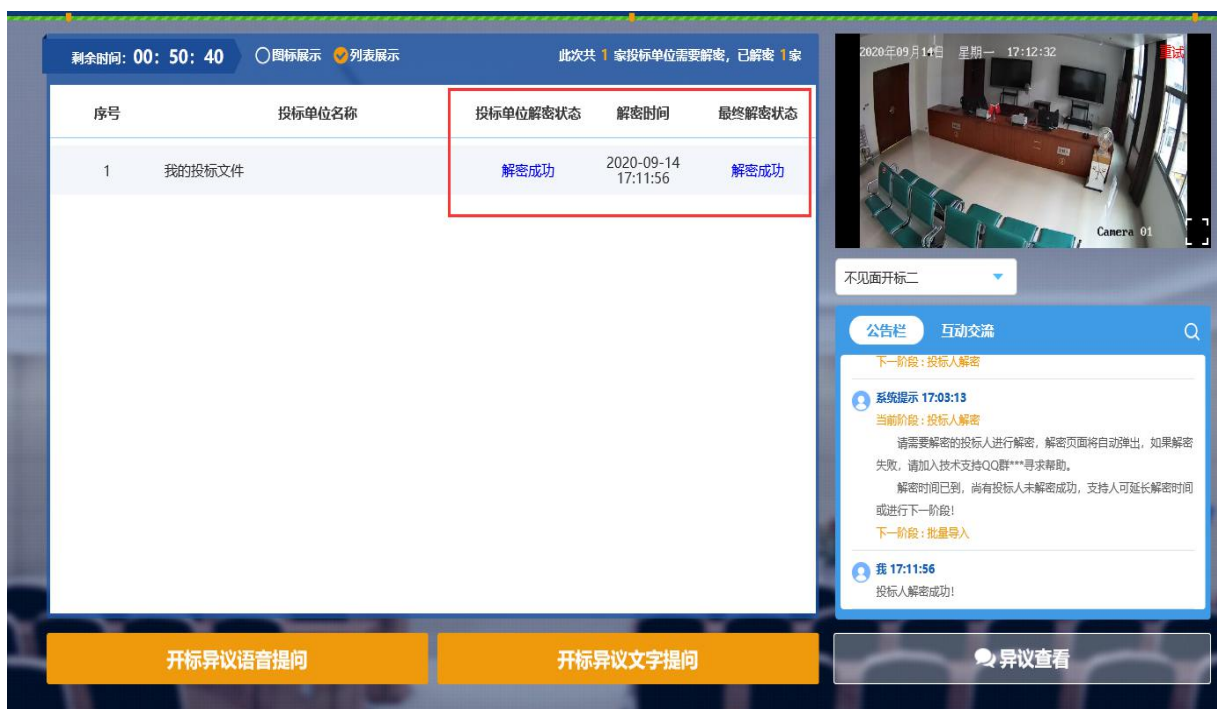 剩余时间: 00: 50: 40 图标展示 列表展示 此次共 1 家投标单位需要解密，已解密 1家
序号 投标单位名称 投标单位解密状态 解密时间 最终解密状态
1 我的投标文件 解密成功 2020-09-14 解密成功
17:11:56
2020年09月14日 星期一 17:12:32 重试
Camera 01
不见面开标二
公告栏 互动交流
下一阶段 : 投标人解密
系统提示 17:03:13
当前阶段 : 投标人解密
请需要解密的投标人进行解密，解密页面将自动弹出，如果解密
失败，请加入技术支持QQ群***寻求帮助。
解密时间已到，尚有投标人未解密成功，支持人可延长解密时间
或进行下一阶段!
下一阶段 : 批量导入
我 17:11:56
投标人解密成功!
开标异议语音提问 开标异议文字提问 异议查看